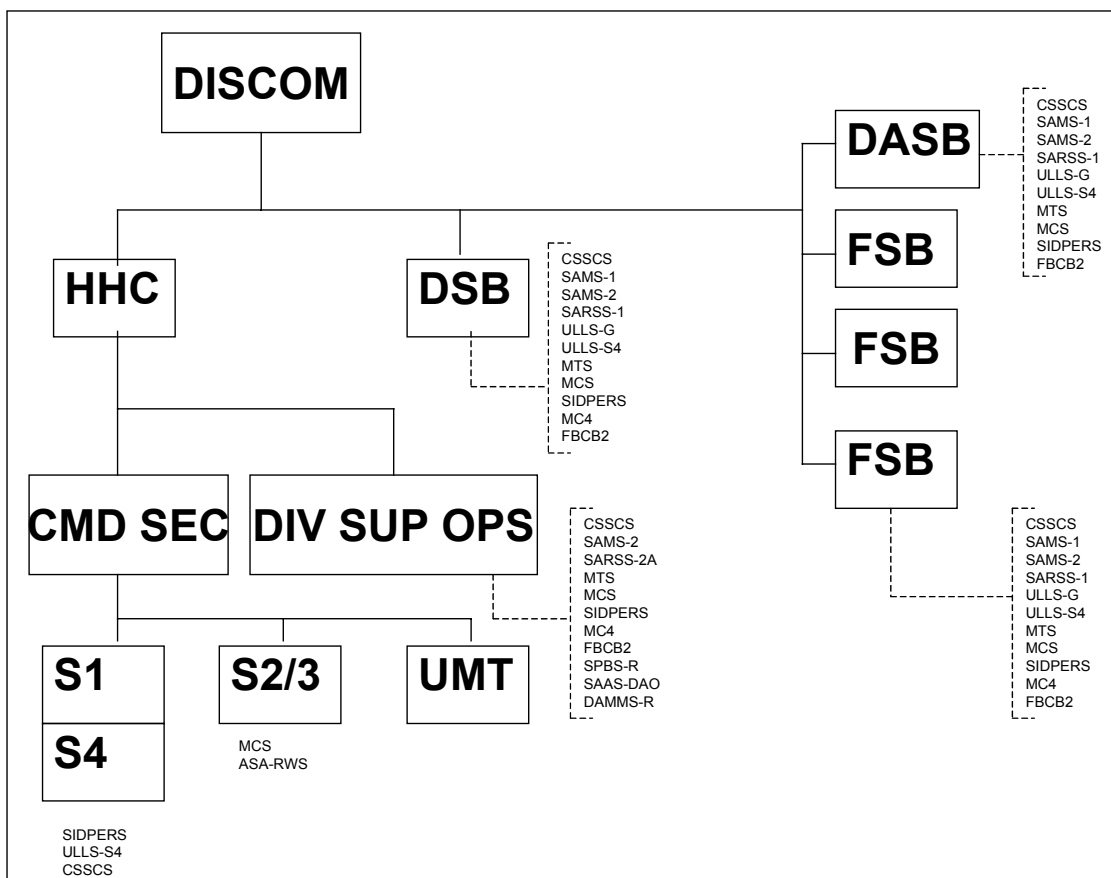 DISCOM
DASB
CSSCS
SAMS-1
SAMS-2
SARSS-1
ULLS-G
ULLS-S4
MTS
MCS
SIDPERS
FBCB2
FSB
FSB
FSB
CSSCS
SAMS-1
SAMS-2
SARSS-1
ULLS-G
ULLS-S4
MTS
MCS
SIDPERS
MC4
FBCB2
HHC
DSB
CSSCS
SAMS-1
SAMS-2
SARSS-1
ULLS-G
ULLS-S4
MTS
MCS
SIDPERS
MC4
FBCB2
CMD SEC
DIV SUP OPS
CSSCS
SAMS-2
SARSS-2A
MTS
MCS
SIDPERS
MC4
FBCB2
SPBS-R
SAAS-DAO
DAMMS-R
S1
S4
SIDPERS
ULLS-S4
CSSCS
S2/3
MCS
ASA-RWS
UMT